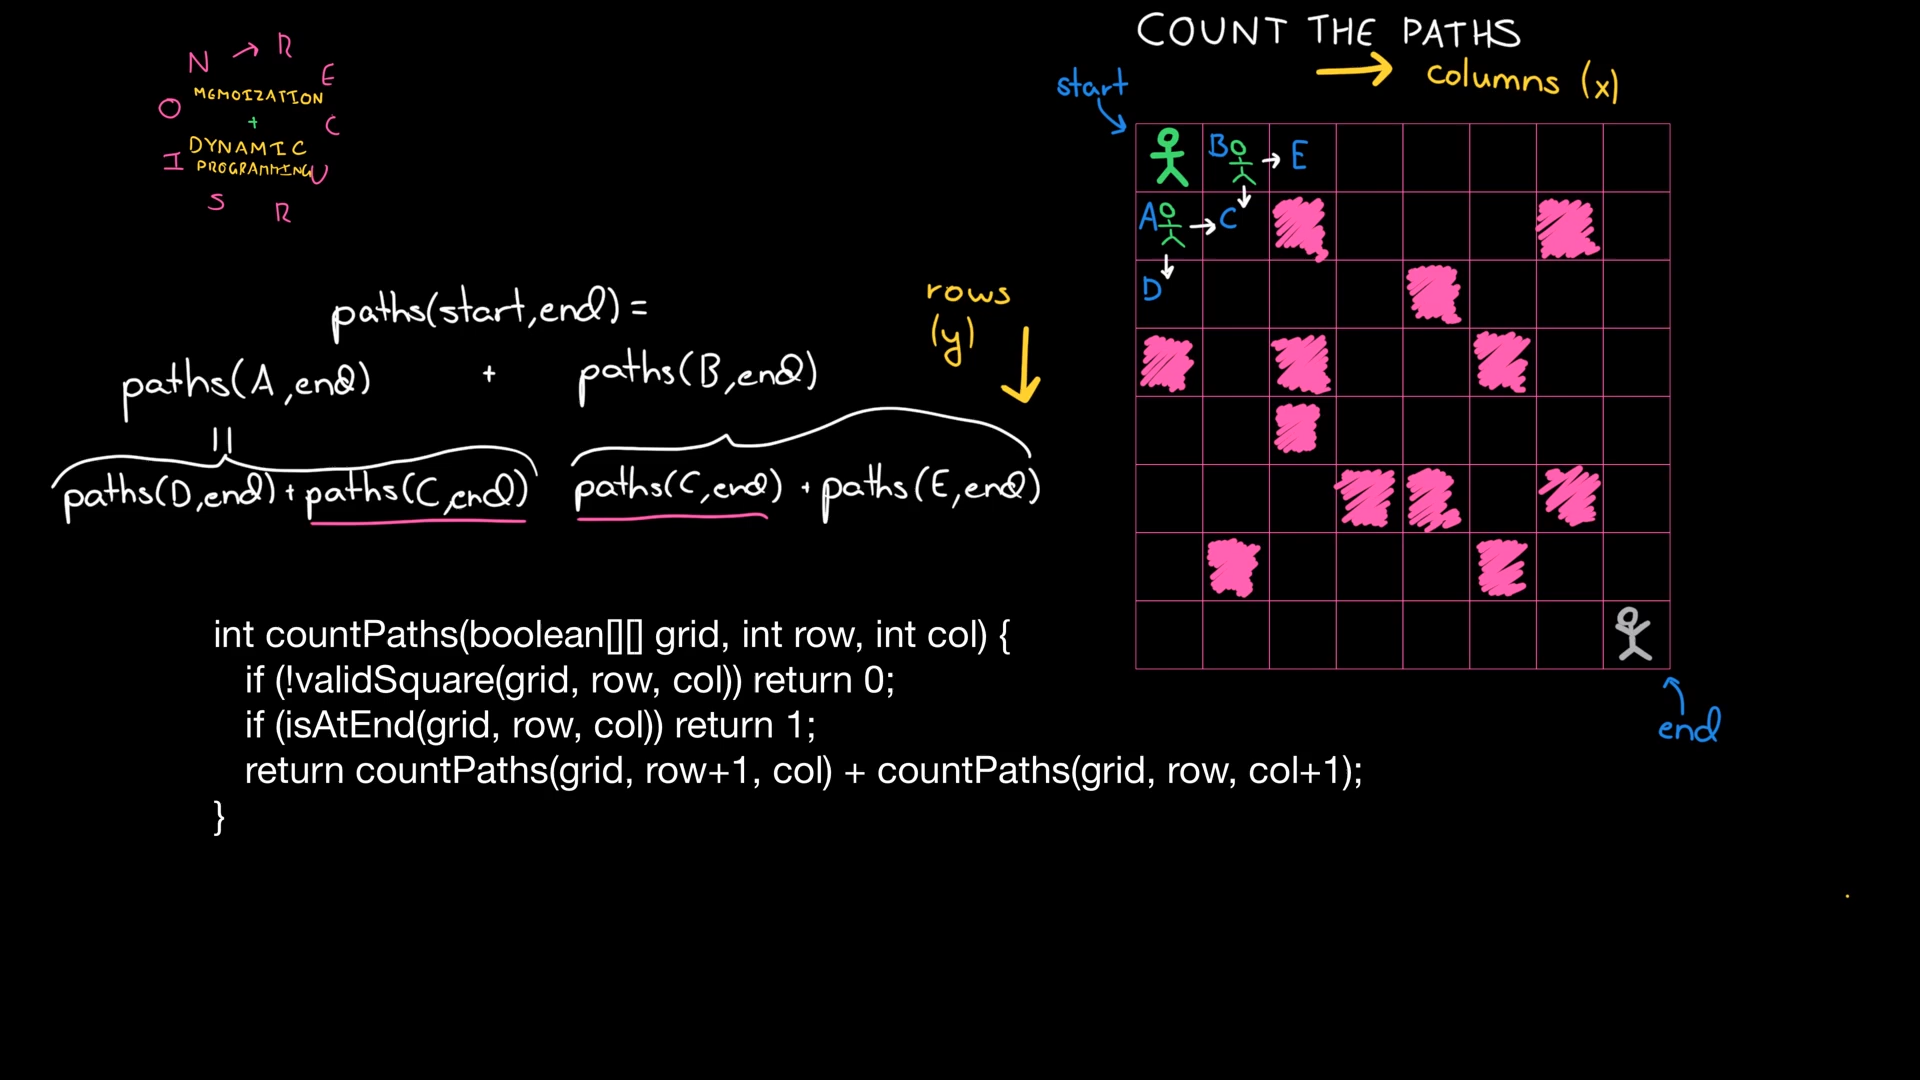 COUNT THE PATHS
→ columns (x)
start
N → R E C U R S I O
MEMOIZATION
+
DYNAMIC
PROGRAMMING
B → E
A → C
D
rows
(y)
paths(start,end) =
paths(A,end) + paths(B,end)
||
paths(D,end) + paths(C,end) paths(C,end) + paths(E,end)
int countPaths(boolean[][] grid, int row, int col) {
if (!validSquare(grid, row, col)) return 0;
if (isAtEnd(grid, row, col)) return 1;
return countPaths(grid, row+1, col) + countPaths(grid, row, col+1);
}
end